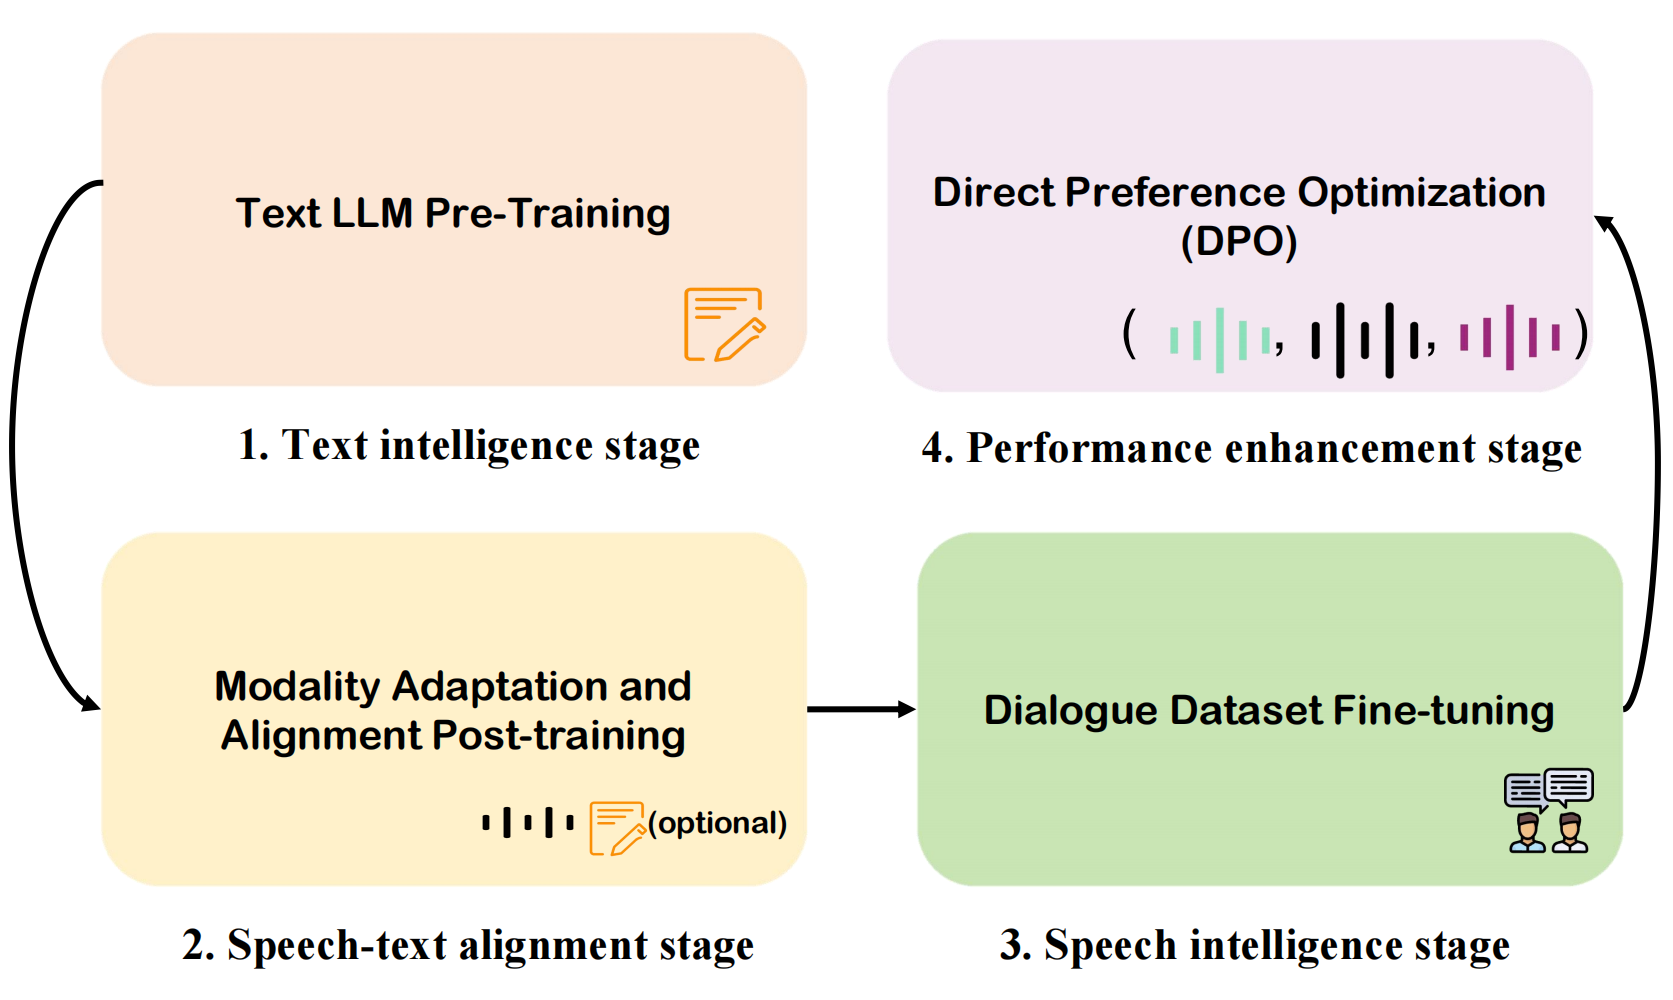 Text LLM Pre-Training
1. Text intelligence stage
Modality Adaptation and
Alignment Post-training
(optional)
2. Speech-text alignment stage
Dialogue Dataset Fine-tuning
3. Speech intelligence stage
Direct Preference Optimization
(DPO)
( , , )
4. Performance enhancement stage